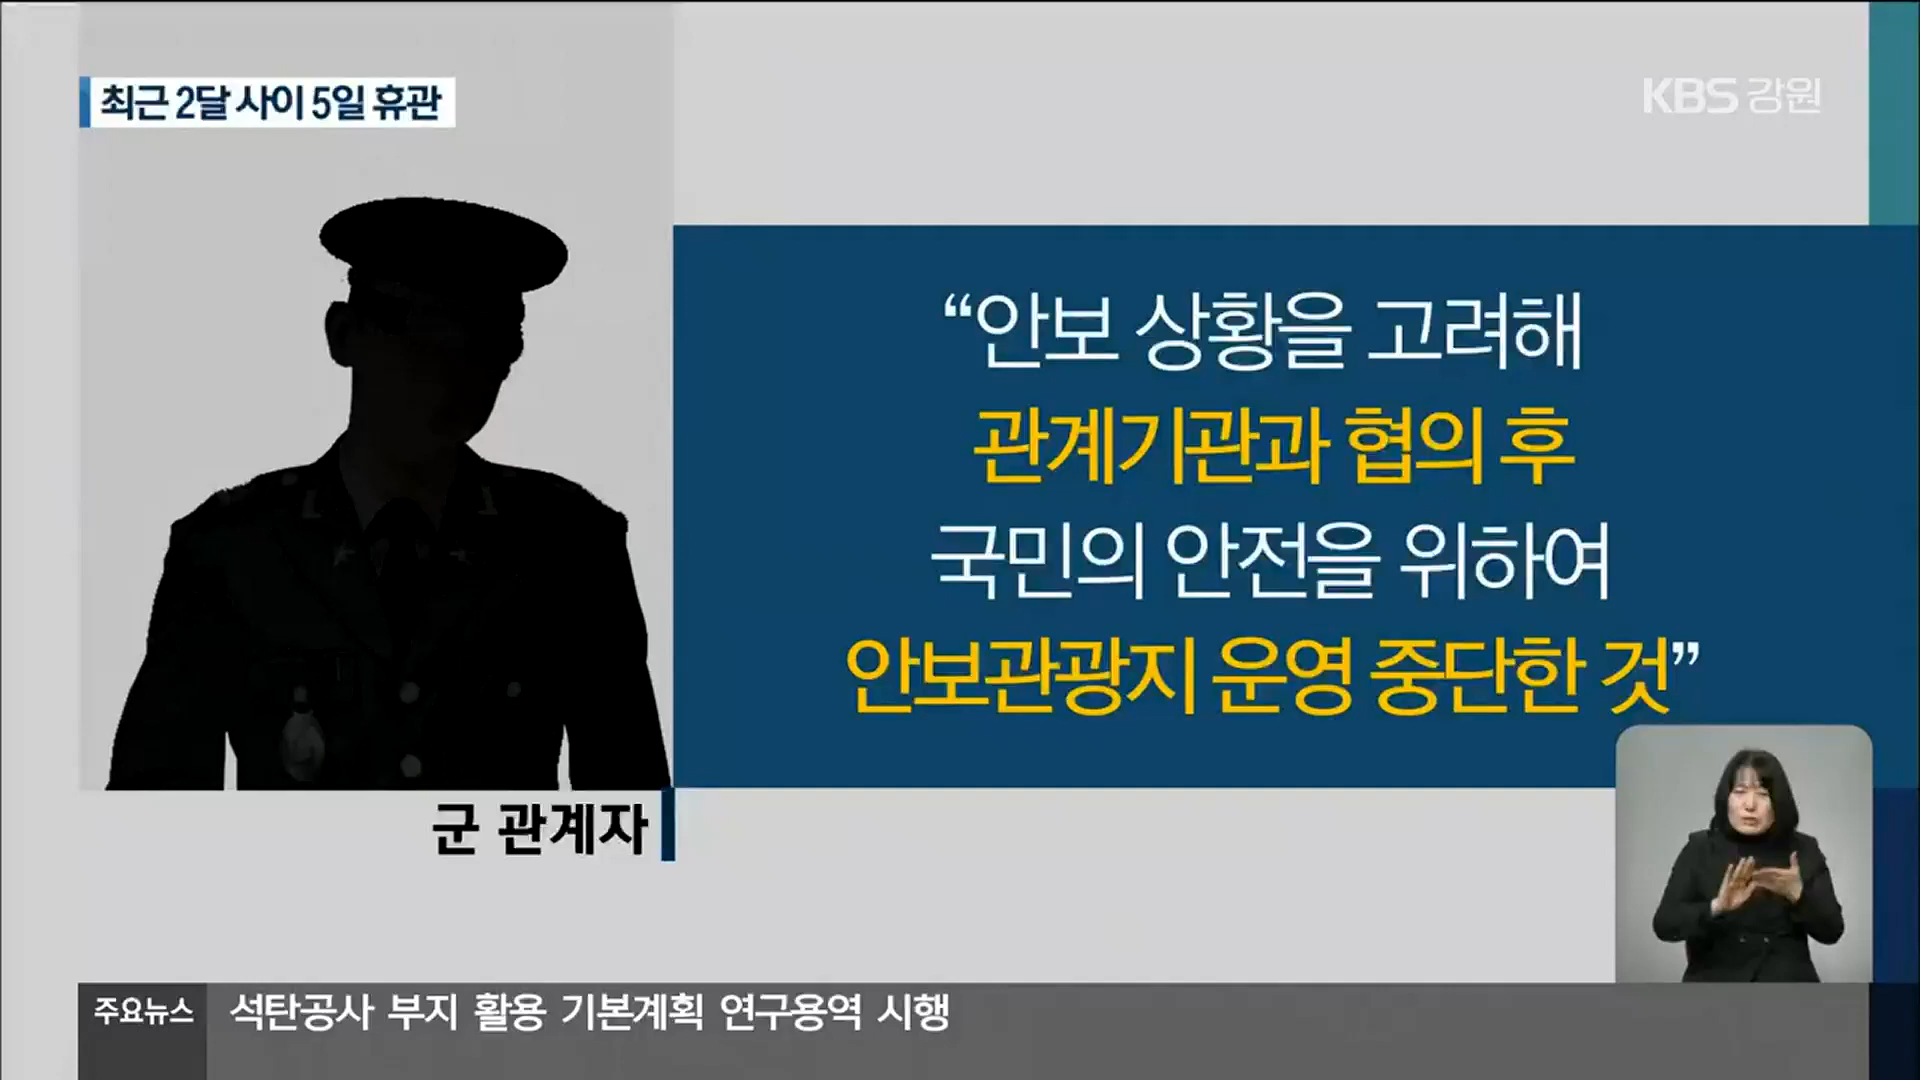 최근 2달 사이 5일 휴관
KBS 강원
“안보 상황을 고려해
관계기관과 협의 후
국민의 안전을 위하여
안보관광지 운영 중단한 것”
군 관계자
주요뉴스 석탄공사 부지 활용 기본계획 연구용역 시행